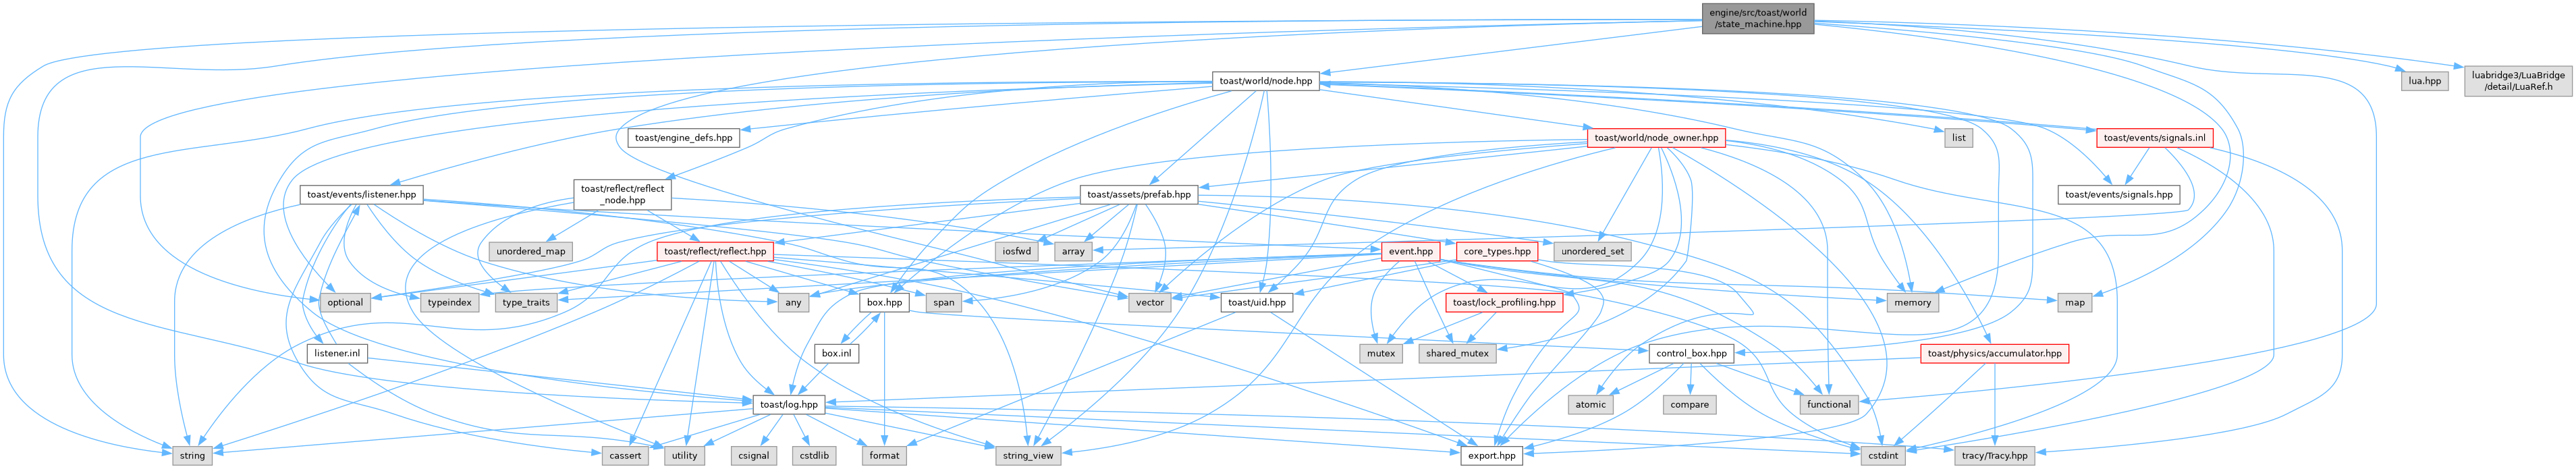 engine/src/toast/world
/state_machine.hpp
toast/world/node.hpp
lua.hpp
luabridge3/LuaBridge
/detail/LuaRef.h
toast/engine_defs.hpp
toast/world/node_owner.hpp
list
toast/events/signals.inl
toast/events/listener.hpp
toast/reflect/reflect
_node.hpp
toast/assets/prefab.hpp
toast/events/signals.hpp
unordered_map
toast/reflect/reflect.hpp
iosfwd
array
event.hpp
core_types.hpp
unordered_set
optional
typeindex
type_traits
any
box.hpp
span
vector
toast/uid.hpp
toast/lock_profiling.hpp
memory
map
listener.inl
box.inl
mutex
shared_mutex
control_box.hpp
toast/physics/accumulator.hpp
toast/log.hpp
atomic
compare
functional
string
cassert
utility
csignal
cstdlib
format
string_view
export.hpp
cstdint
tracy/Tracy.hpp